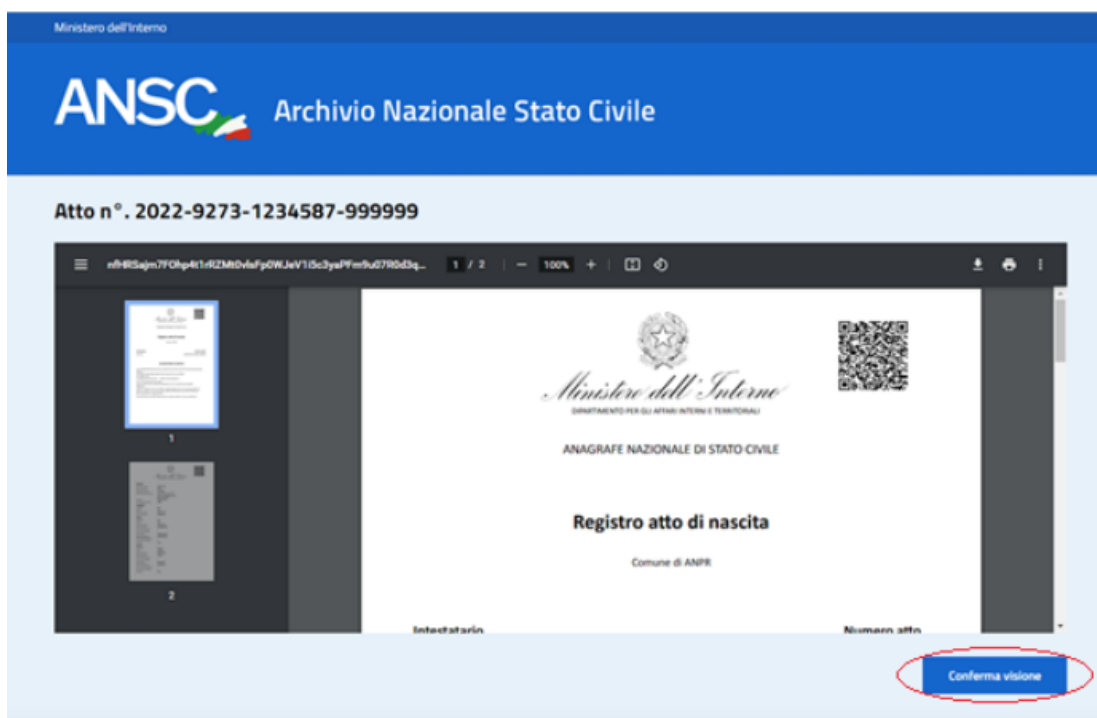 Ministero dell'Interno
ANSC Archivio Nazionale Stato Civile
Atto n°. 2022-9273-1234587-999999
1 / 2 | − 100% + |
Ministero dell'Interno
DIPARTIMENTO PER GLI AFFARI INTERNI E TERRITORIALI
ANAGRAFE NAZIONALE DI STATO CIVILE
Registro atto di nascita
Comune di ANPR
Intestatario Numero atto
1
2
Conferma visione